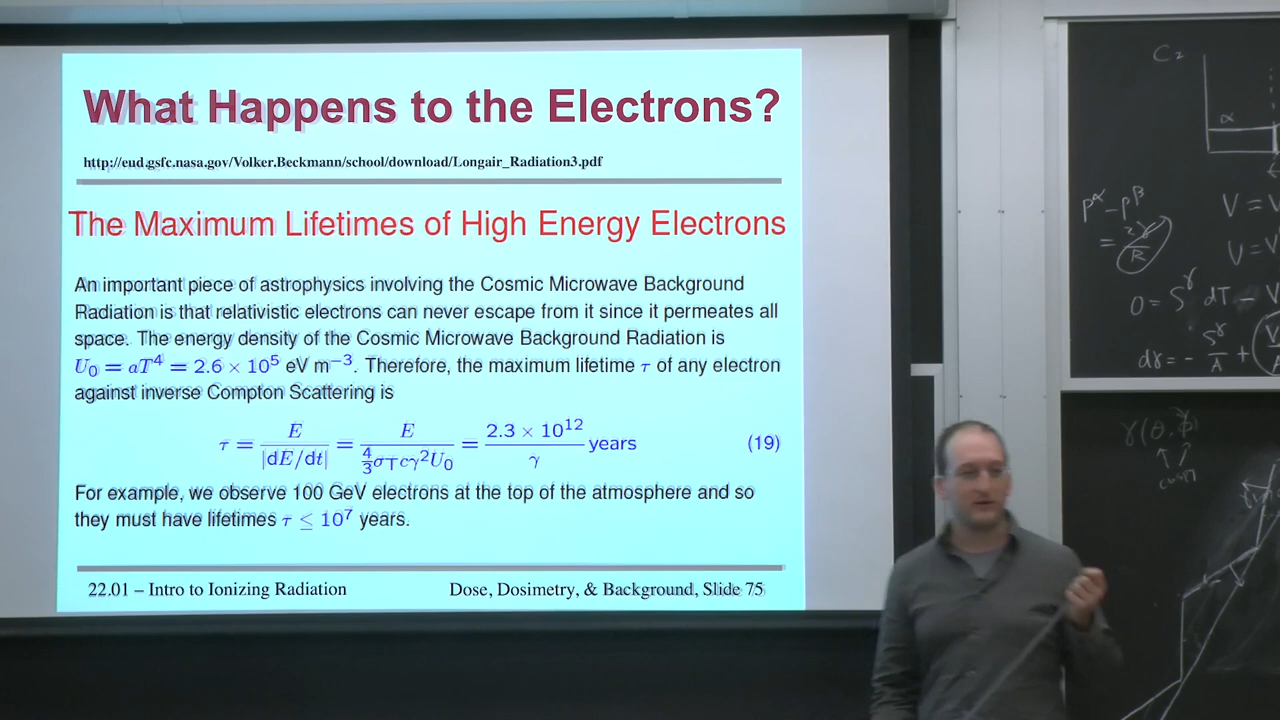 What Happens to the Electrons?
http://eud.gsfc.nasa.gov/Volker.Beckmann/school/download/Longair_Radiation3.pdf
The Maximum Lifetimes of High Energy Electrons
An important piece of astrophysics involving the Cosmic Microwave Background
Radiation is that relativistic electrons can never escape from it since it permeates all
space. The energy density of the Cosmic Microwave Background Radiation is
U₀ = aT⁴ = 2.6 × 10⁵ eV m⁻³. Therefore, the maximum lifetime τ of any electron
against inverse Compton Scattering is
τ = E / |dE/dt| = E / (4/3 σ_T cγ²U₀) = 2.3 × 10¹² / γ years (19)
For example, we observe 100 GeV electrons at the top of the atmosphere and so
they must have lifetimes τ ≤ 10⁷ years.
22.01 – Intro to Ionizing Radiation
Dose, Dosimetry, & Background, Slide 75
α
P^α - P^β
V =